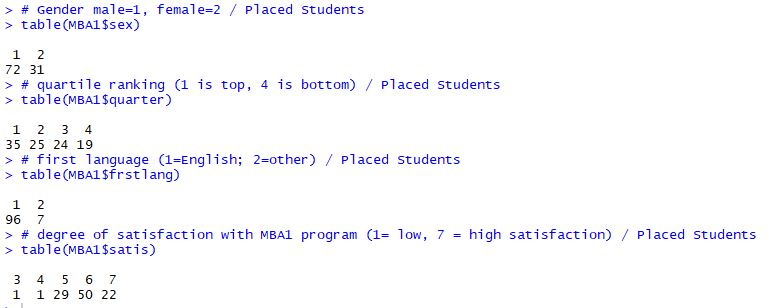 > # Gender male=1, female=2 / Placed Students
> table(MBA1$sex)
1 2
72 31
> # quartile ranking (1 is top, 4 is bottom) / Placed Students
> table(MBA1$quarter)
1 2 3 4
35 25 24 19
> # first language (1=English; 2=other) / Placed Students
> table(MBA1$frstlang)
1 2
96 7
> # degree of satisfaction with MBA1 program (1= low, 7 = high satisfaction) / Placed Students
> table(MBA1$satis)
3 4 5 6 7
1 1 29 50 22